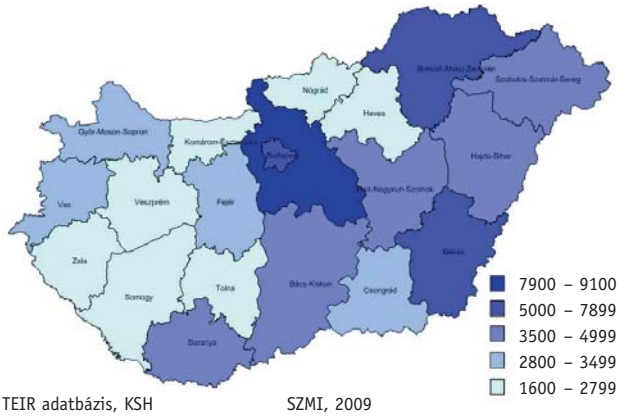 Borsod-Abaúj-Zemplén
Szabolcs-Szatmár-Bereg
Nógrád
Heves
Győr-Moson-Sopron
Komárom-Esztergom
Budapest
Hajdú-Bihar
Jász-Nagykun-Szolnok
Vas
Veszprém
Fejér
Békés
Zala
Somogy
Tolna
Bács-Kiskun
Csongrád
Baranya
7900 – 9100
5000 – 7899
3500 – 4999
2800 – 3499
1600 – 2799
TEIR adatbázis, KSH SZMI, 2009